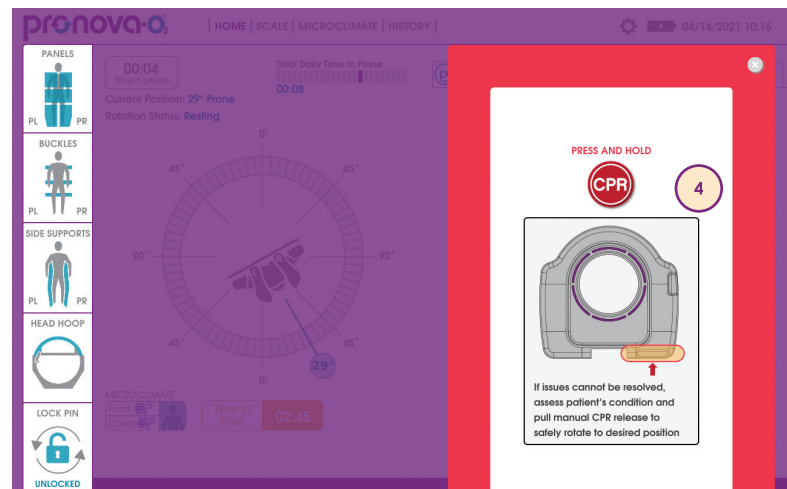 pronova·O2
HOME | SCALE | MICROCLIMATE | HISTORY |
04/14/2021 10:16
PANELS
PL PR
BUCKLES
PL PR
SIDE SUPPORTS
PL PR
HEAD HOOP
LOCK PIN
UNLOCKED
00:04
time in prone
Total Daily Time In Prone
00:08
Current Position: 29° Prone
Rotation Status: Resting
0°
45° 45°
90° 90°
45° 45°
29°
0°
MICROCLIMATE
Face
Chest
Time in
Rest
02:45
PRESS AND HOLD
CPR
4
If issues cannot be resolved,
assess patient's condition and
pull manual CPR release to
safely rotate to desired position